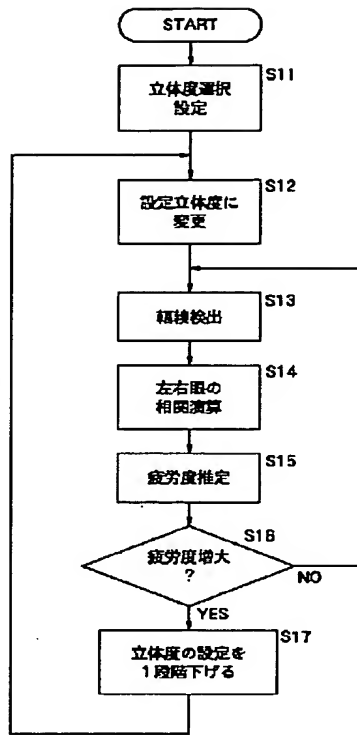 START
S11
立体度選択
設定
S12
設定立体度に
変更
S13
輻輳検出
S14
左右眼の
相関演算
S15
疲労度推定
S16
疲労度増大
?
NO
YES
S17
立体度の設定を
1段階下げる